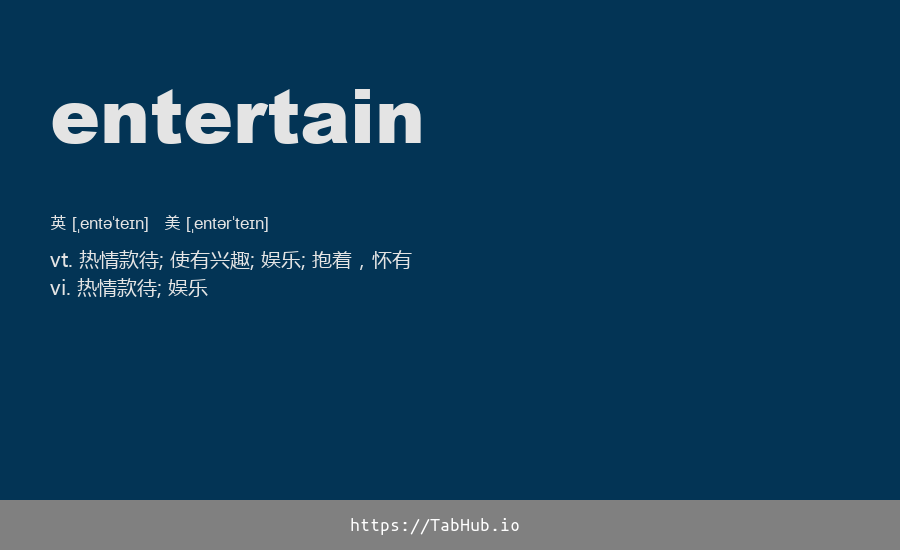 entertain
英 [ˌentəˈteɪn] 美 [ˌentərˈteɪn]
vt. 热情款待; 使有兴趣; 娱乐; 抱着，怀有
vi. 热情款待; 娱乐
https://TabHub.io